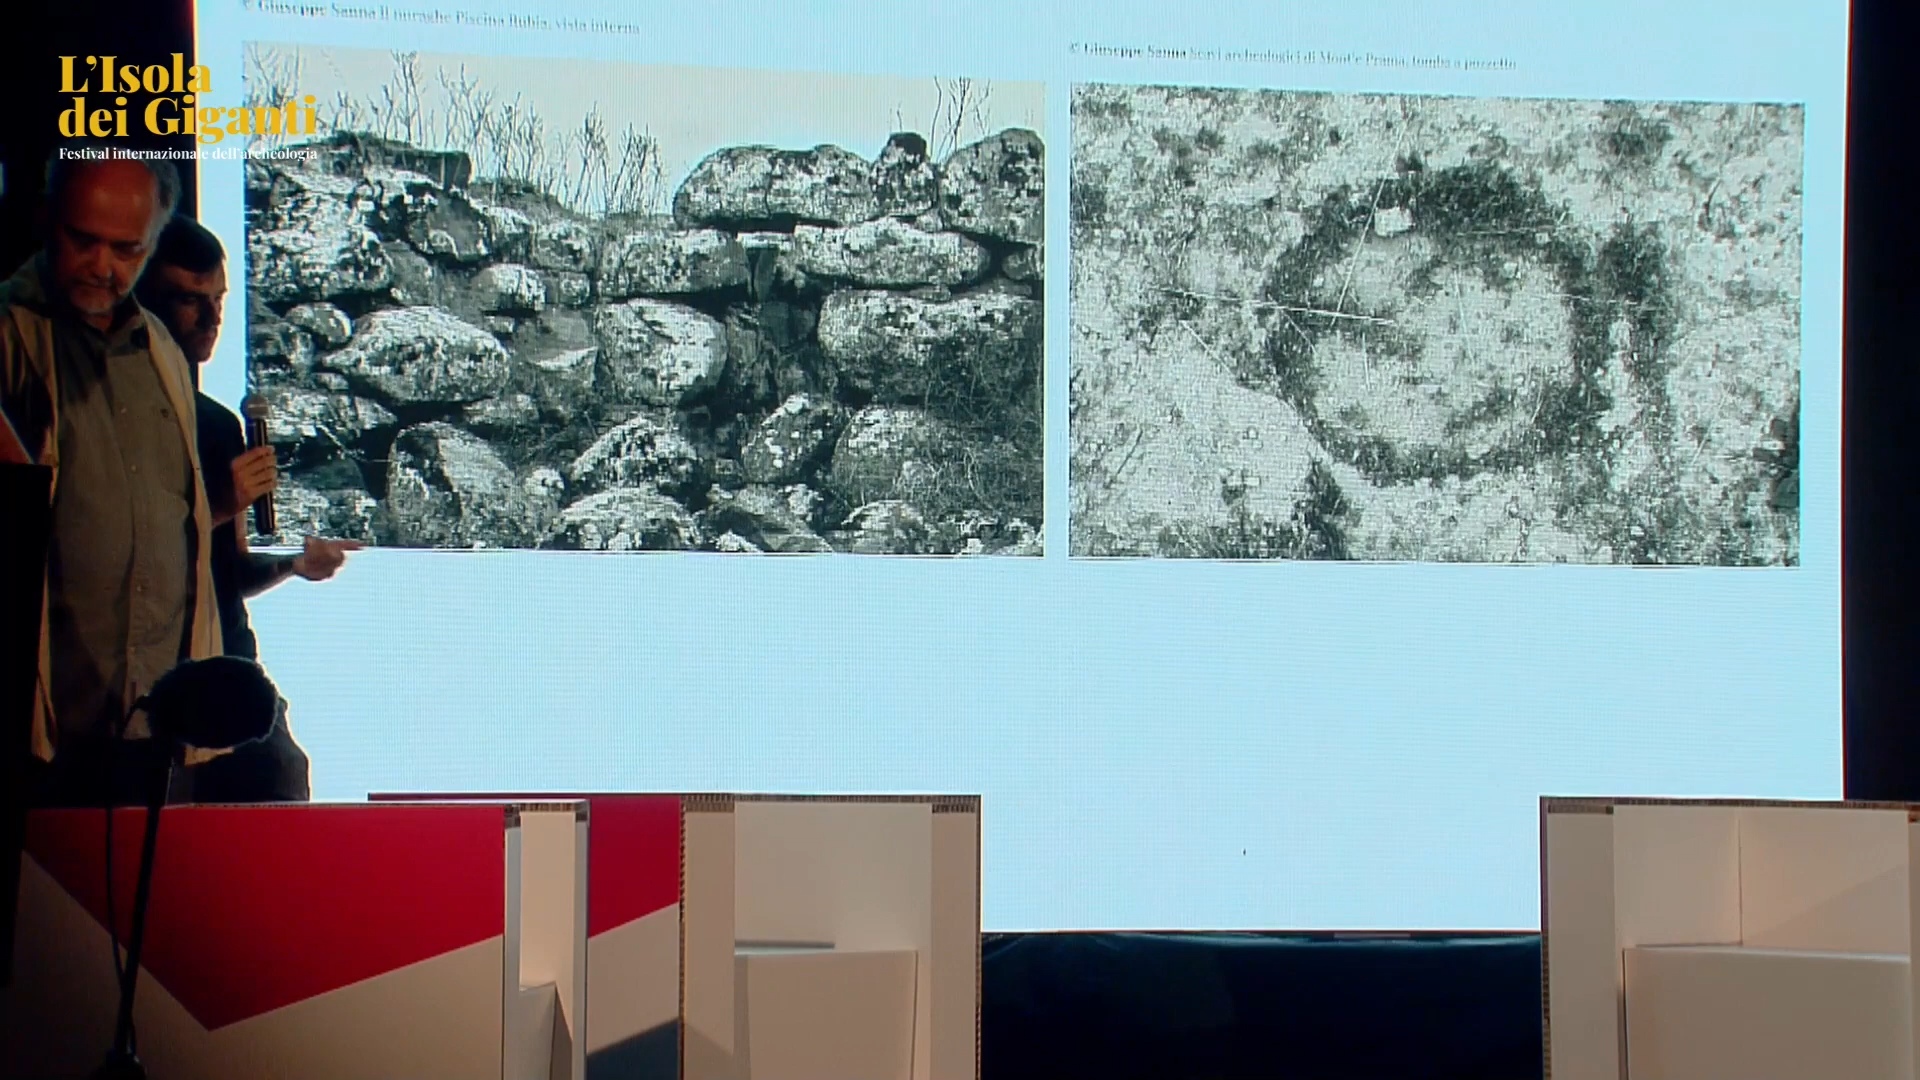 © Giuseppe Sanna Il nuraghe Piscina Rubia, vista interna
© Giuseppe Sanna Scavi archeologici di Mont'e Prama, tomba a pozzetto
L'Isola
dei Giganti
Festival internazionale dell'archeologia